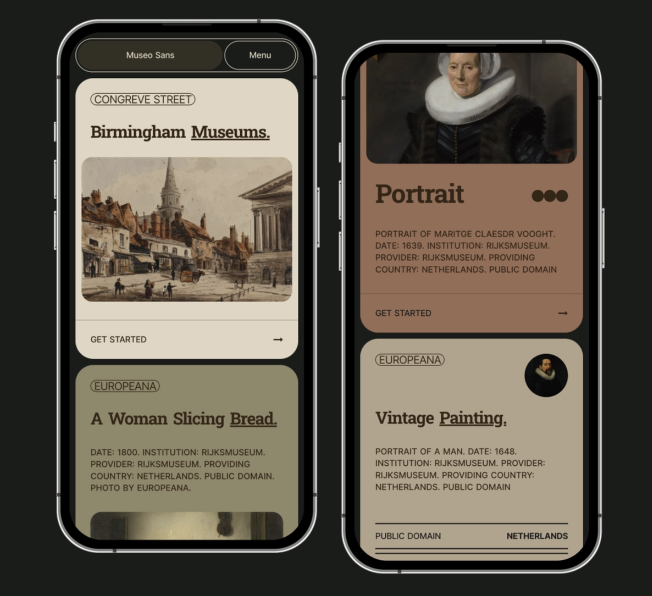 Museo Sans
Menu
CONGREVE STREET
Birmingham Museums.
GET STARTED
EUROPEANA
A Woman Slicing Bread.
DATE: 1800. INSTITUTION: RIJKSMUSEUM.
PROVIDER: RIJKSMUSEUM. PROVIDING
COUNTRY: NETHERLANDS. PUBLIC DOMAIN.
PHOTO BY EUROPEANA.
Portrait
PORTRAIT OF MARITGE CLAESDR VOOGHT.
DATE: 1639. INSTITUTION: RIJKSMUSEUM.
PROVIDER: RIJKSMUSEUM. PROVIDING
COUNTRY: NETHERLANDS. PUBLIC DOMAIN
GET STARTED
EUROPEANA
Vintage Painting.
PORTRAIT OF A MAN. DATE: 1648.
INSTITUTION: RIJKSMUSEUM. PROVIDER:
RIJKSMUSEUM. PROVIDING COUNTRY:
NETHERLANDS. PUBLIC DOMAIN
PUBLIC DOMAIN
NETHERLANDS